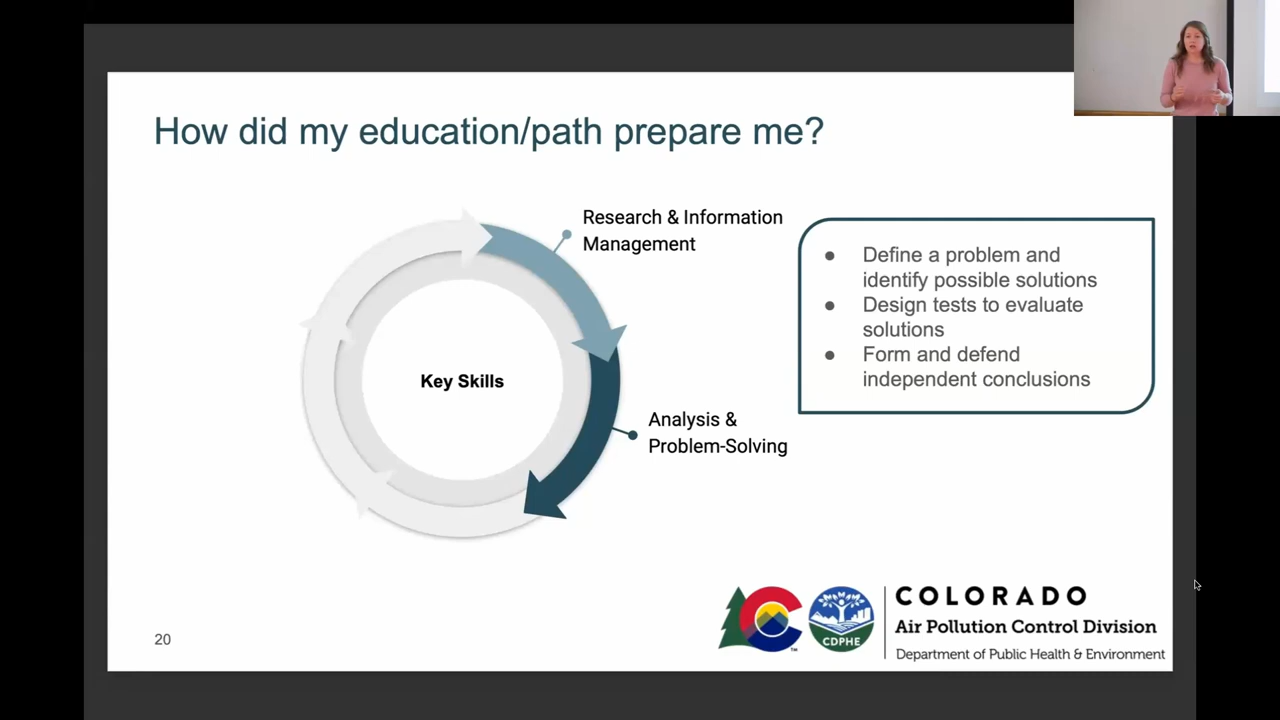 How did my education/path prepare me?
Research & Information
Management
Key Skills
Analysis &
Problem-Solving
● Define a problem and
identify possible solutions
● Design tests to evaluate
solutions
● Form and defend
independent conclusions
20
CDPHE
TM
COLORADO
Air Pollution Control Division
Department of Public Health & Environment